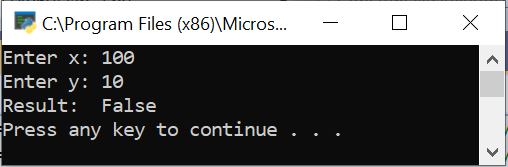 C:\Program Files (x86)\Micros...
Enter x: 100
Enter y: 10
Result:  False
Press any key to continue . . .